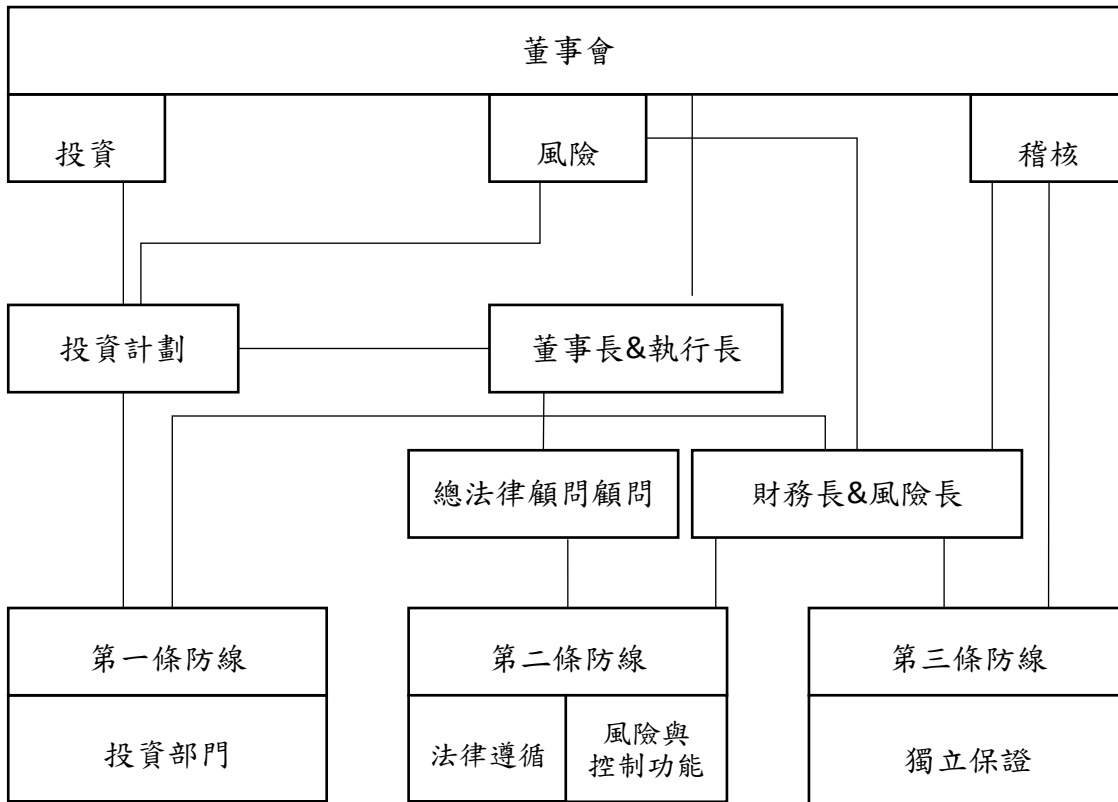 董事會
投資
風險
稽核
投資計劃
董事長&執行長
總法律顧問顧問
財務長&風險長
第一條防線
第二條防線
第三條防線
投資部門
法律遵循
風險與
控制功能
獨立保證